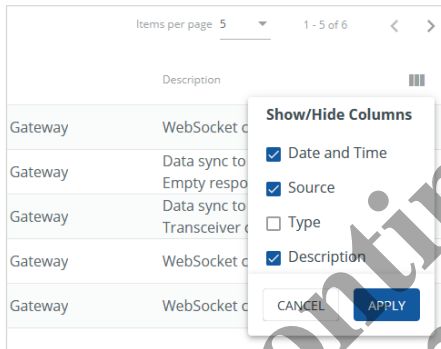 Items per page 5 1 - 5 of 6
Description
Show/Hide Columns
Gateway WebSocket
Date and Time
Gateway Data sync to
Empty
Source
Gateway Data sync to
Transceiver
Type
Gateway WebSocket
Description
Gateway WebSocket
CANCEL APPLY